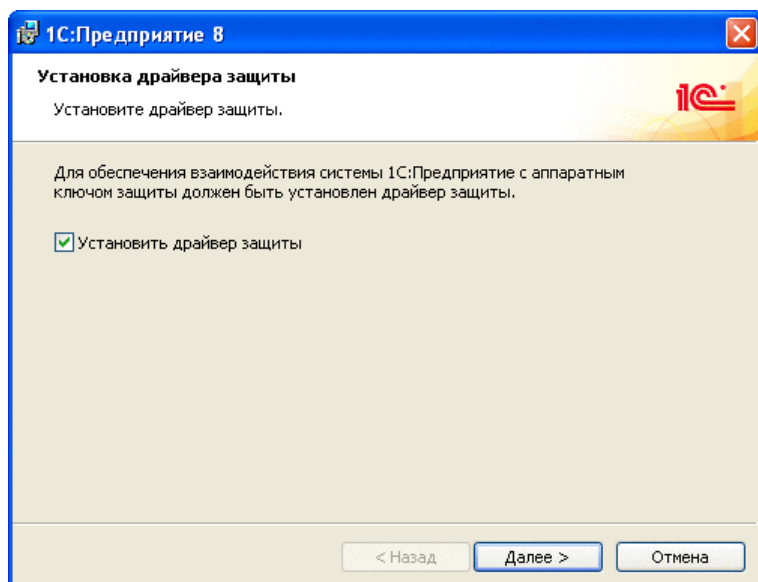 1С:Предприятие 8
Установка драйвера защиты
Установите драйвер защиты.
1С
Для обеспечения взаимодействия системы 1С:Предприятие с аппаратным
ключом защиты должен быть установлен драйвер защиты.
Установить драйвер защиты
< Назад
Далее >
Отмена